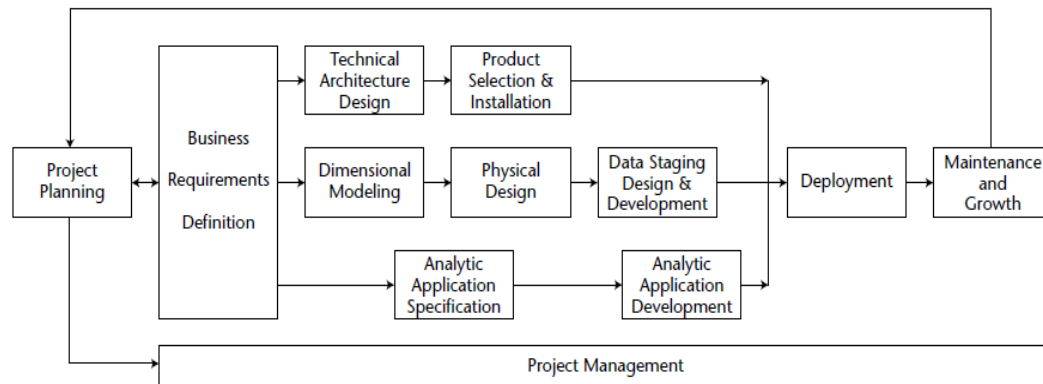 Project
Planning
Business
Requirements
Definition
Technical
Architecture
Design
Product
Selection &
Installation
Dimensional
Modeling
Physical
Design
Data Staging
Design &
Development
Analytic
Application
Specification
Analytic
Application
Development
Deployment
Maintenance
and
Growth
Project Management